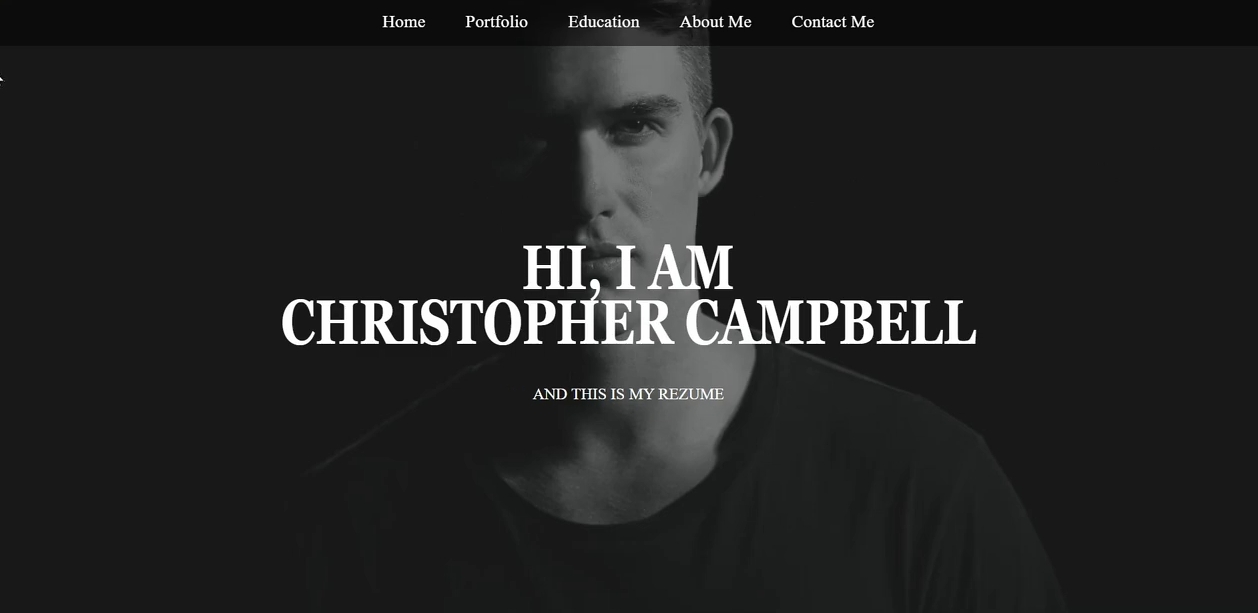 Home Portfolio Education About Me Contact Me
HI, I AM
CHRISTOPHER CAMPBELL
AND THIS IS MY REZUME